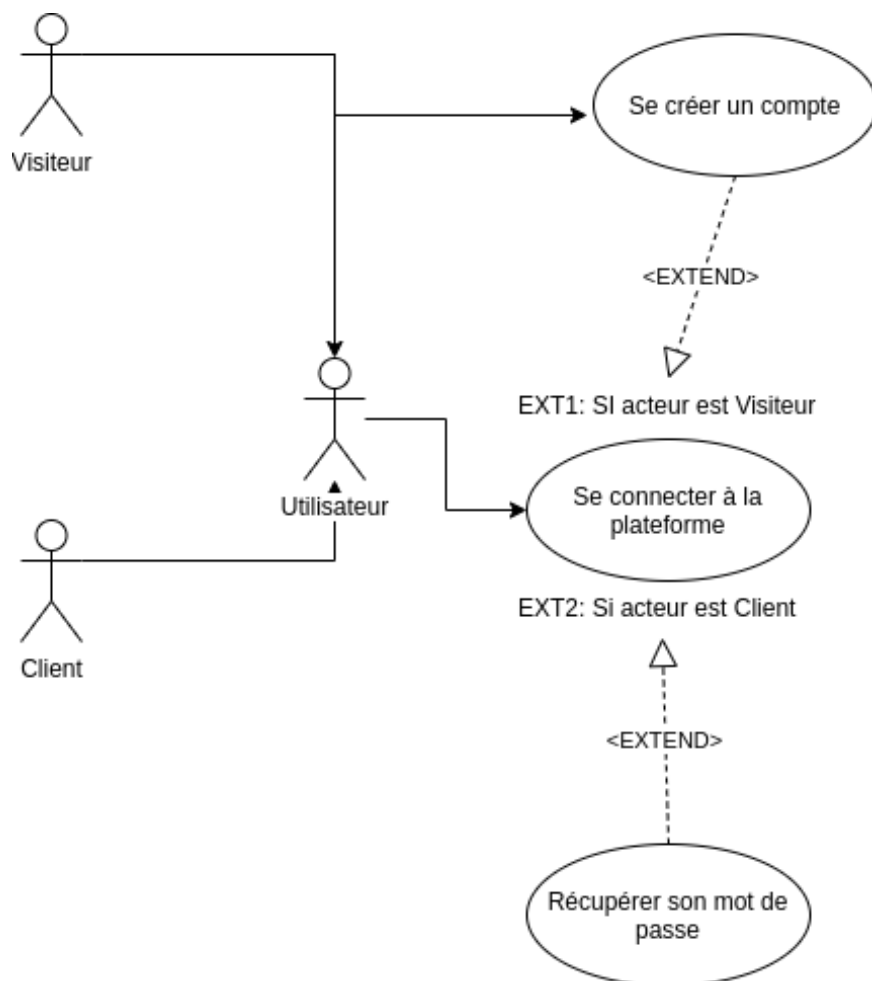 Se créer un compte
Visiteur
<EXTEND>
EXT1: SI acteur est Visiteur
Utilisateur
Se connecter à la
plateforme
EXT2: Si acteur est Client
Client
<EXTEND>
Récupérer son mot de
passe